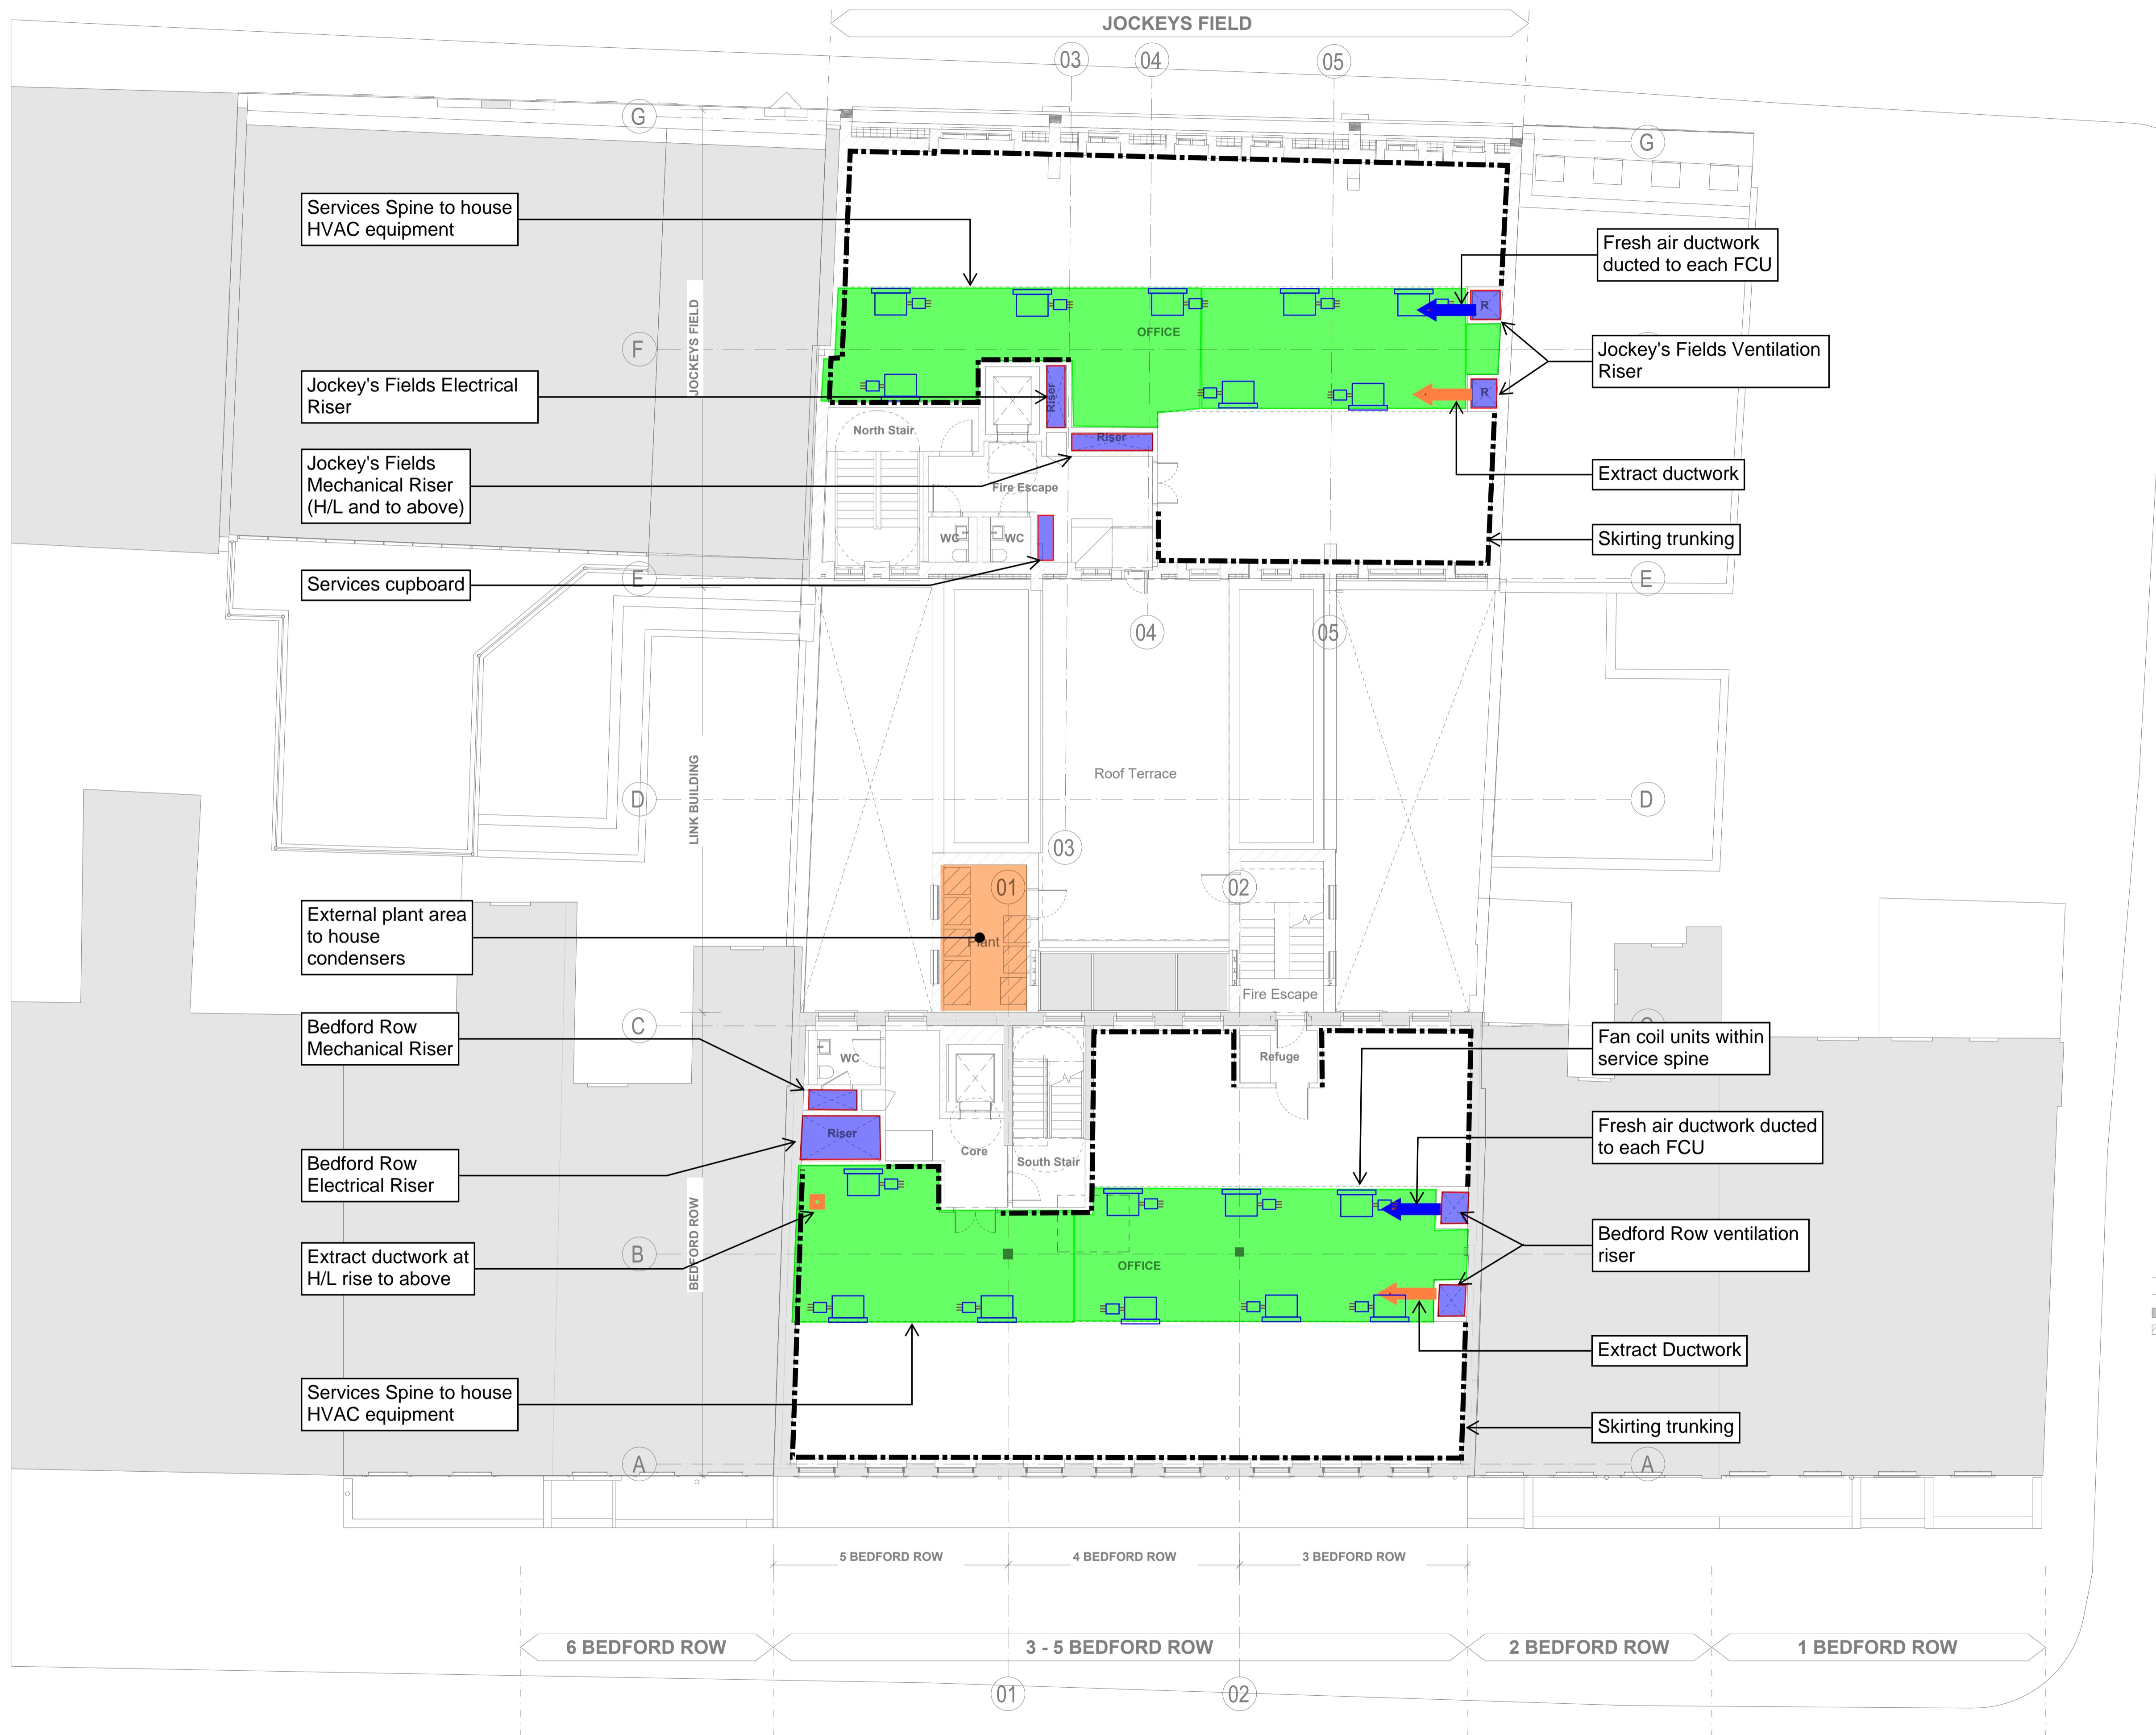 JOCKEYS FIELD
03
04
05
G
G
Services Spine to house
HVAC equipment
Fresh air ductwork
ducted to each FCU
JOCKEYS FIELD
R
OFFICE
F
Jockey's Fields Ventilation
Riser
Jockey's Fields Electrical
Riser
Riser
R
North Stair
Riser
Jockey's Fields
Mechanical Riser
(H/L and to above)
Extract ductwork
Fire Escape
WC
WC
Skirting trunking
Services cupboard
E
E
04
05
LINK BUILDING
Roof Terrace
D
D
03
01
02
External plant area
to house
condensers
Plant
Fire Escape
Bedford Row
Mechanical Riser
C
Fan coil units within
service spine
WC
Refuge
Fresh air ductwork ducted
to each FCU
Riser
Core
South Stair
Bedford Row
Electrical Riser
BEDFORD ROW
Extract ductwork at
H/L rise to above
B
OFFICE
Bedford Row ventilation
riser
Extract Ductwork
Services Spine to house
HVAC equipment
Skirting trunking
A
A
5 BEDFORD ROW
4 BEDFORD ROW
3 BEDFORD ROW
6 BEDFORD ROW
3 - 5 BEDFORD ROW
2 BEDFORD ROW
1 BEDFORD ROW
01
02